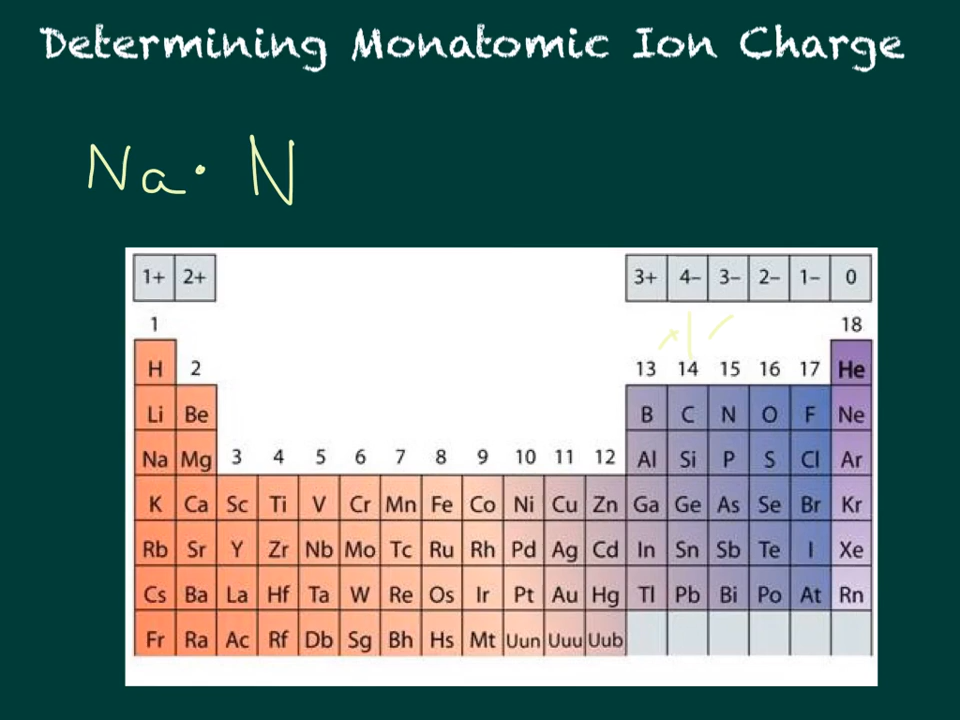 Determining Monatomic Ion Charge
Na· N
1+ 2+ 3+ 4– 3– 2– 1– 0
1 18
H 2 13 14 15 16 17 He
Li Be B C N O F Ne
Na Mg 3 4 5 6 7 8 9 10 11 12 Al Si P S Cl Ar
K Ca Sc Ti V Cr Mn Fe Co Ni Cu Zn Ga Ge As Se Br Kr
Rb Sr Y Zr Nb Mo Tc Ru Rh Pd Ag Cd In Sn Sb Te I Xe
Cs Ba La Hf Ta W Re Os Ir Pt Au Hg Tl Pb Bi Po At Rn
Fr Ra Ac Rf Db Sg Bh Hs Mt Uun Uuu Uub